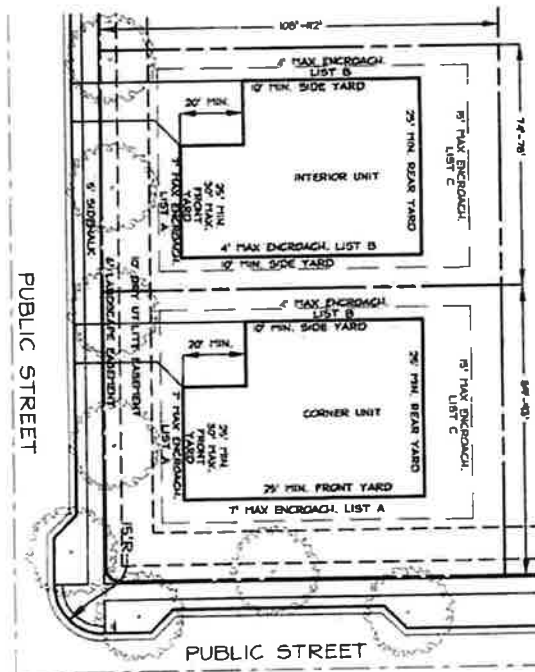 108'-112'
4' MAX ENCROACH.
LIST B
10' MIN. SIDE YARD
20' MIN.
25' MIN. REAR YARD
15' MAX ENCROACH.
LIST C
74'-78'
INTERIOR UNIT
25' MIN.
30' MAX.
FRONT
YARD
7' MAX ENCROACH.
LIST A
4' MAX ENCROACH. LIST B
10' MIN. SIDE YARD
5' SIDEWALK
10' DRY UTILITY EASEMENT
LANDSCAPE EASEMENT
PUBLIC STREET
4' MAX ENCROACH.
LIST B
10' MIN. SIDE YARD
20' MIN.
25' MIN. REAR YARD
15' MAX ENCROACH.
LIST C
CORNER UNIT
25' MIN.
30' MAX.
FRONT
YARD
7' MAX ENCROACH.
LIST A
25' MIN. FRONT YARD
7' MAX ENCROACH. LIST A
15'R
PUBLIC STREET